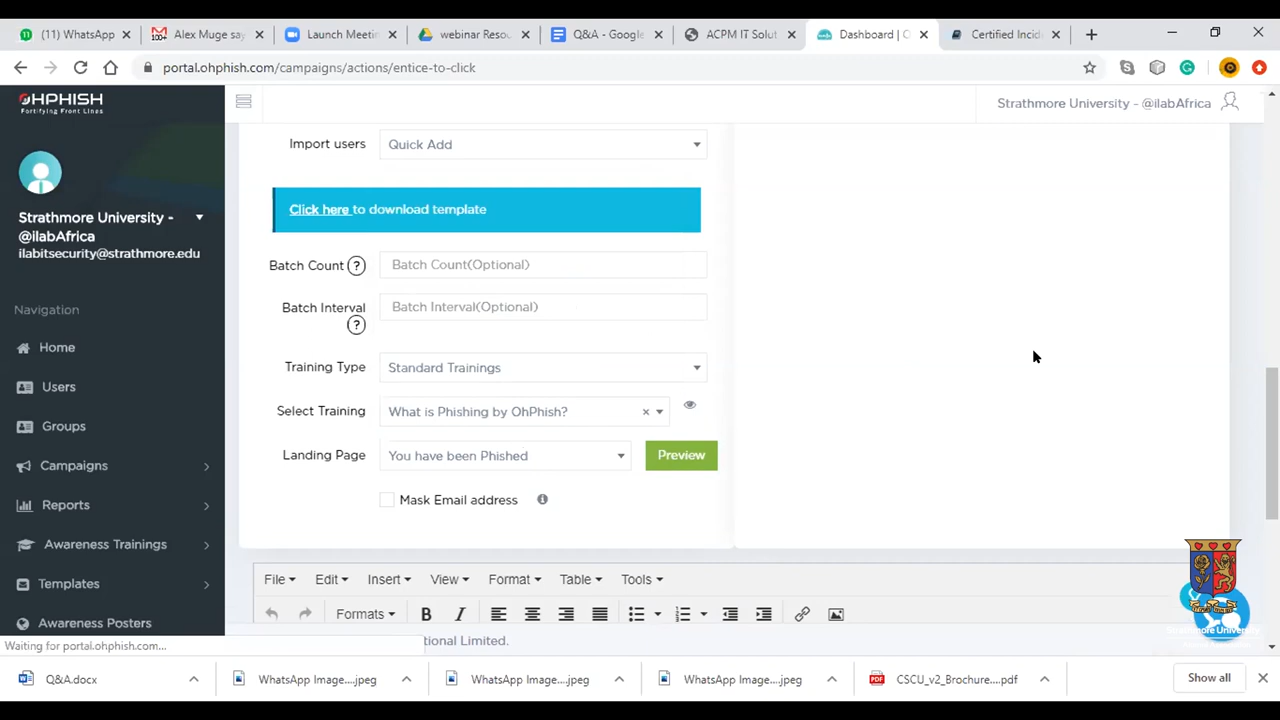 (11) WhatsApp
Alex Muge say
Launch Meetin
webinar Resou
Q&A - Google
ACPM IT Solut
Dashboard | O
Certified Incid
portal.ohphish.com/campaigns/actions/entice-to-click
OHPHISH
Fortifying Front Lines
Strathmore University - @ilabAfrica
Strathmore University -
@ilabAfrica
ilabitsecurity@strathmore.edu
Navigation
Home
Users
Groups
Campaigns
Reports
Awareness Trainings
Templates
Awareness Posters
Import users
Quick Add
Click here to download template
Batch Count ?
Batch Count(Optional)
Batch Interval
?
Batch Interval(Optional)
Training Type
Standard Trainings
Select Training
What is Phishing by OhPhish?
Landing Page
You have been Phished
Preview
Mask Email address
File
Edit
Insert
View
Format
Table
Tools
Formats
B
I
tional Limited.
Waiting for portal.ohphish.com...
Strathmore University
Q&A.docx
WhatsApp Image....jpeg
WhatsApp Image....jpeg
WhatsApp Image....jpeg
CSCU_v2_Brochure....pdf
Show all